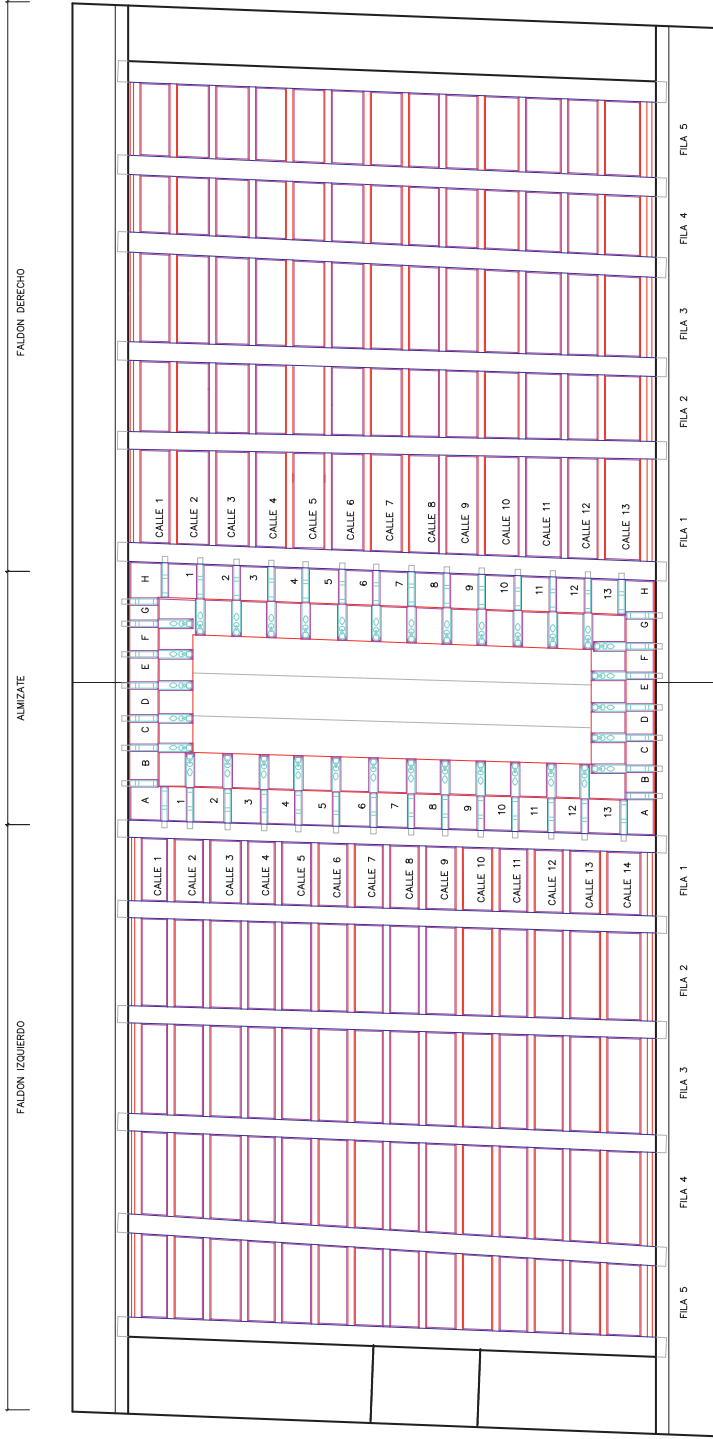 FALDON DERECHO
ALMIZATE
FALDON IZQUIERDO
FILA 5
FILA 4
FILA 3
FILA 2
FILA 1
CALLE 1
CALLE 2
CALLE 3
CALLE 4
CALLE 5
CALLE 6
CALLE 7
CALLE 8
CALLE 9
CALLE 10
CALLE 11
CALLE 12
CALLE 13
H
1
2
3
4
5
6
7
8
9
10
11
12
13
H
G
F
E
D
C
B
G
F
E
D
C
B
A
1
2
3
4
5
6
7
8
9
10
11
12
13
A
CALLE 1
CALLE 2
CALLE 3
CALLE 4
CALLE 5
CALLE 6
CALLE 7
CALLE 8
CALLE 9
CALLE 10
CALLE 11
CALLE 12
CALLE 13
CALLE 14
FILA 1
FILA 2
FILA 3
FILA 4
FILA 5